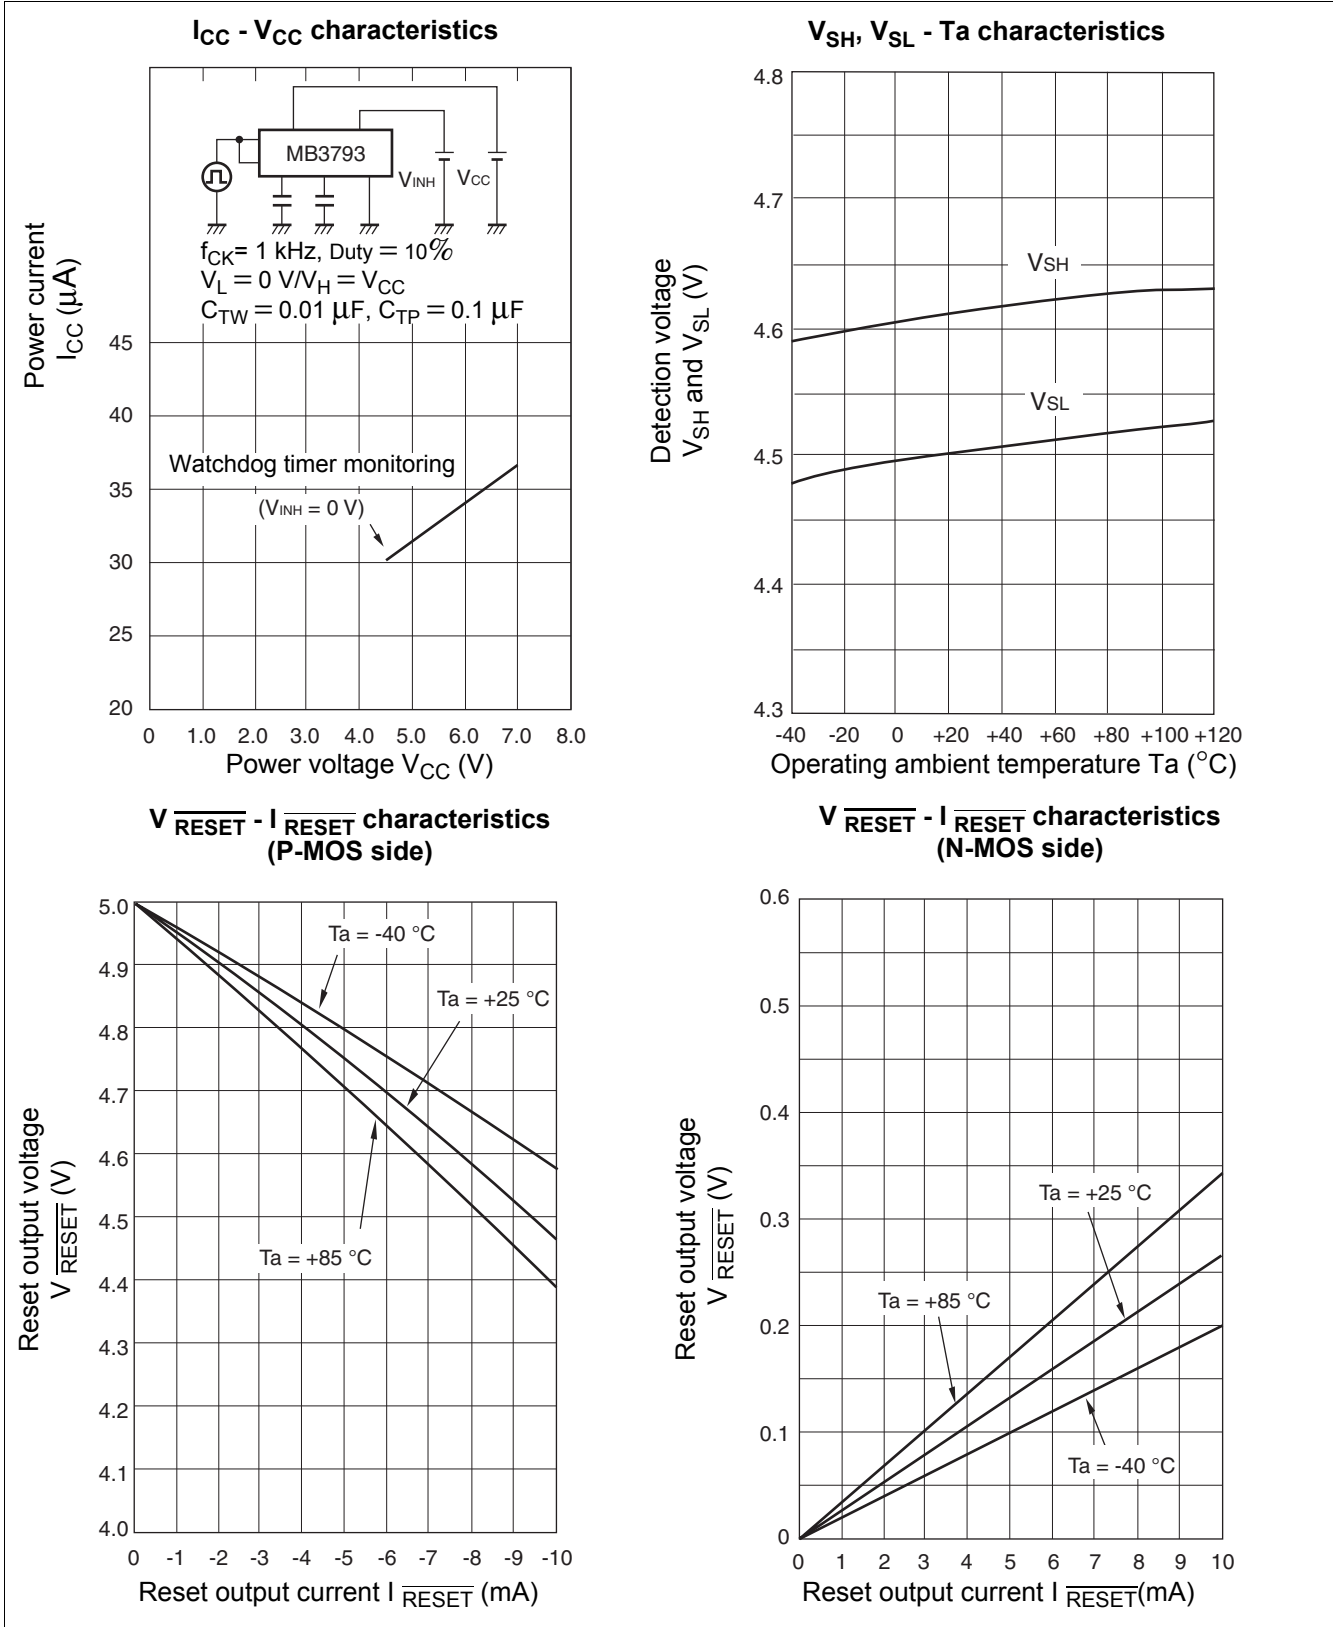 ICC - VCC characteristics
MB3793
VINH
VCC
fCK= 1 kHz, Duty = 10%
VL = 0 V/VH = VCC
CTW = 0.01 μF, CTP = 0.1 μF
Power current
ICC (μA)
45
40
35
30
25
20
Watchdog timer monitoring
(VINH = 0 V)
0 1.0 2.0 3.0 4.0 5.0 6.0 7.0 8.0
Power voltage VCC (V)
VSH, VSL - Ta characteristics
Detection voltage
VSH and VSL (V)
4.8
4.7
4.6
4.5
4.4
4.3
VSH
VSL
-40 -20 0 +20 +40 +60 +80 +100 +120
Operating ambient temperature Ta (°C)
V RESET - I RESET characteristics
(P-MOS side)
Reset output voltage
V RESET (V)
5.0
4.9
4.8
4.7
4.6
4.5
4.4
4.3
4.2
4.1
4.0
Ta = -40 °C
Ta = +25 °C
Ta = +85 °C
0 -1 -2 -3 -4 -5 -6 -7 -8 -9 -10
Reset output current I RESET (mA)
V RESET - I RESET characteristics
(N-MOS side)
Reset output voltage
V RESET (V)
0.6
0.5
0.4
0.3
0.2
0.1
0
Ta = +25 °C
Ta = +85 °C
Ta = -40 °C
0 1 2 3 4 5 6 7 8 9 10
Reset output current I RESET(mA)